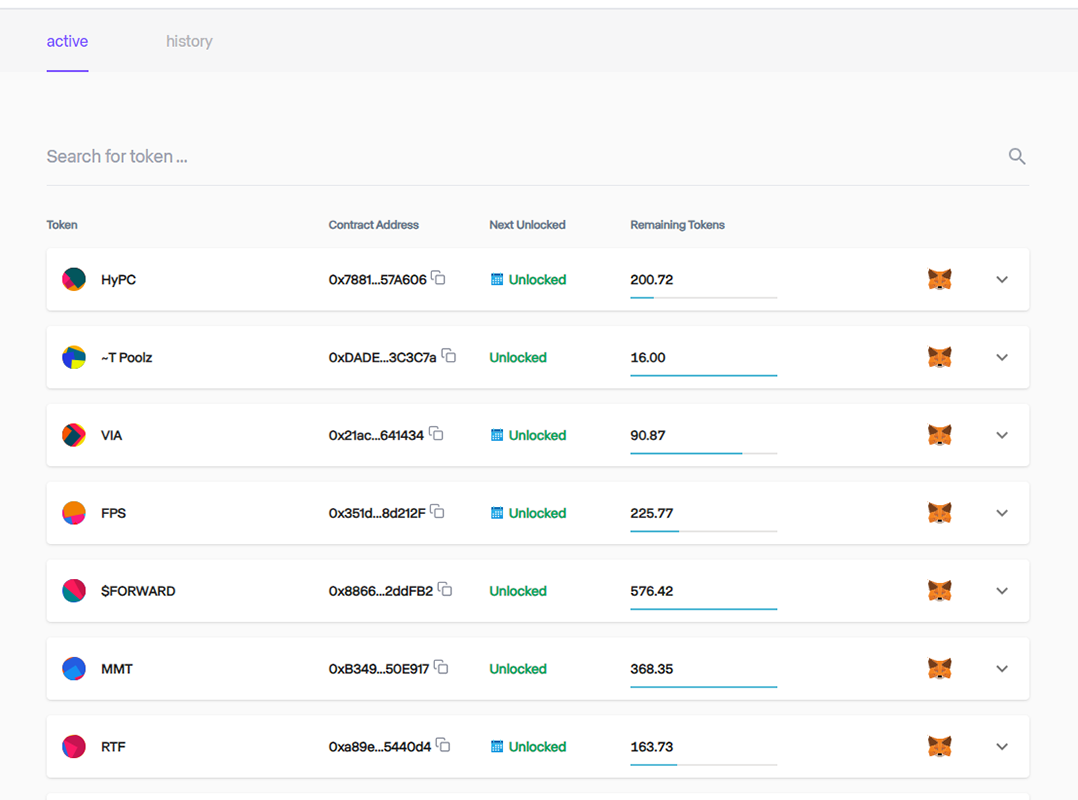 active history
Search for token ...
Token Contract Address Next Unlocked Remaining Tokens
HyPC 0x7881...57A606 Unlocked 200.72
~T Poolz 0xDADE...3C3C7a Unlocked 16.00
VIA 0x21ac...641434 Unlocked 90.87
FPS 0x351d...8d212F Unlocked 225.77
$FORWARD 0x8866...2ddFB2 Unlocked 576.42
MMT 0xB349...50E917 Unlocked 368.35
RTF 0xa89e...5440d4 Unlocked 163.73